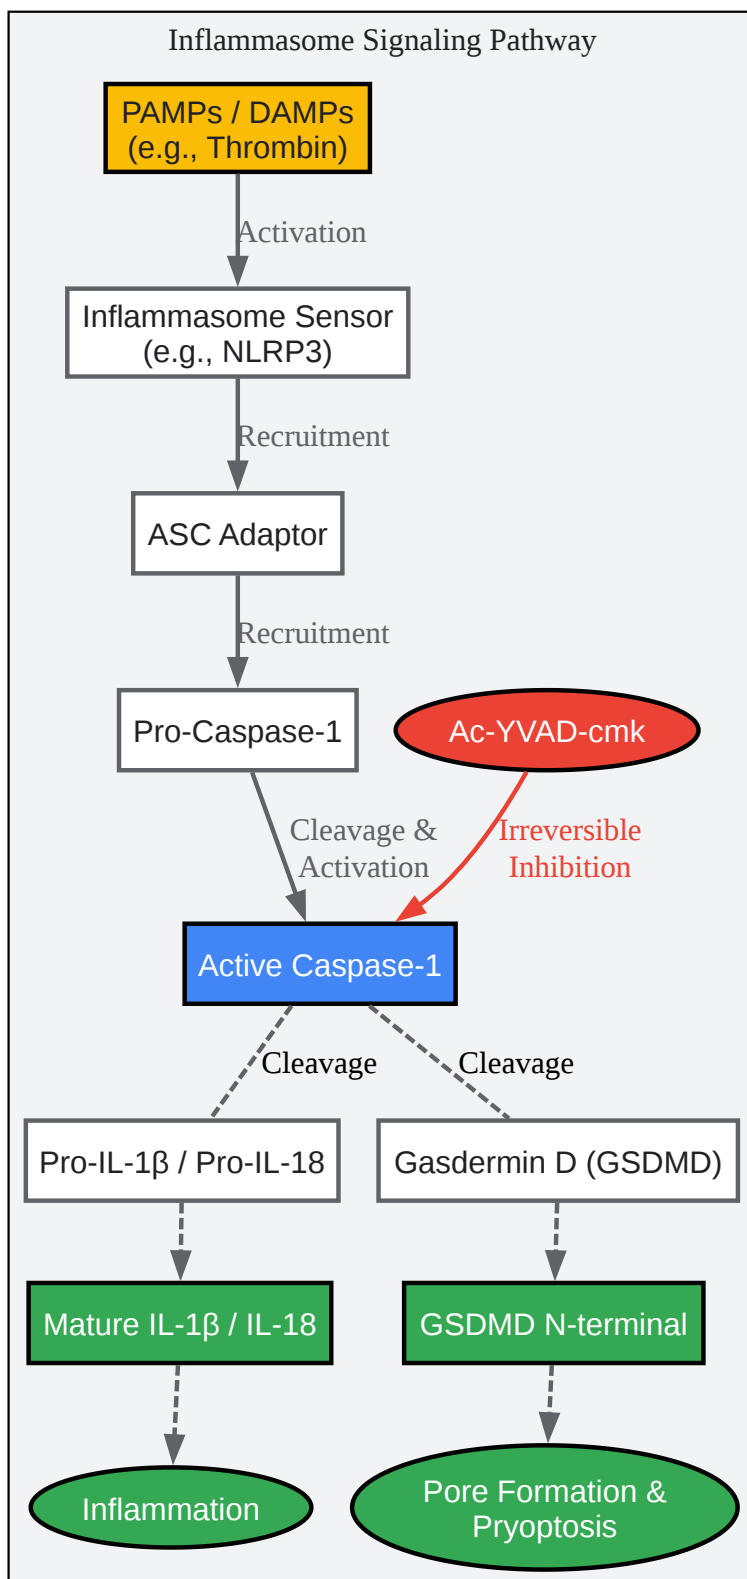 Inflammasome Signaling Pathway
PAMPs / DAMPs
(e.g., Thrombin)
Activation
Inflammasome Sensor
(e.g., NLRP3)
Recruitment
ASC Adaptor
Recruitment
Pro-Caspase-1
Ac-YVAD-cmk
Cleavage &
Activation
Irreversible
Inhibition
Active Caspase-1
Cleavage
Cleavage
Pro-IL-1β / Pro-IL-18
Gasdermin D (GSDMD)
Mature IL-1β / IL-18
GSDMD N-terminal
Inflammation
Pore Formation &
Pryoptosis